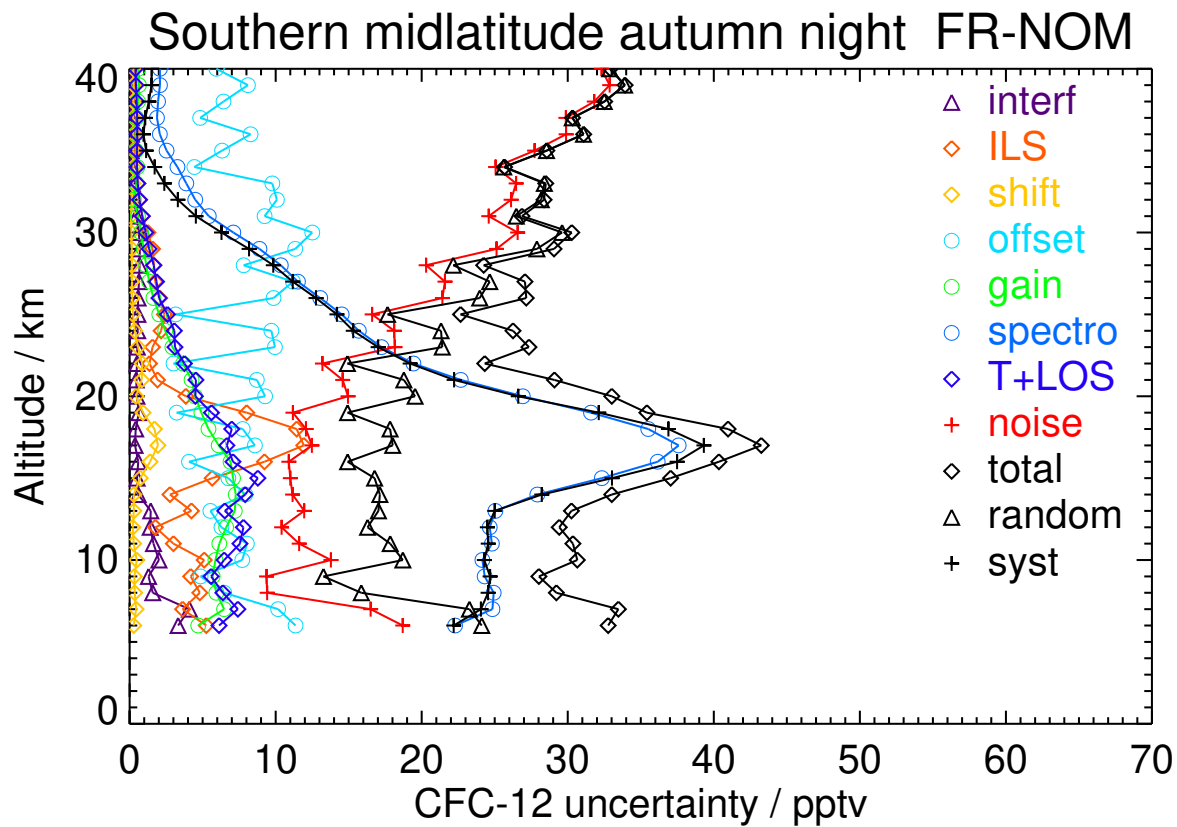 Southern midlatitude autumn night FR-NOM
40
30
20
10
0
Altitude / km
interf
ILS
shift
offset
gain
spectro
T+LOS
noise
total
random
syst
0 10 20 30 40 50 60 70
CFC-12 uncertainty / pptv